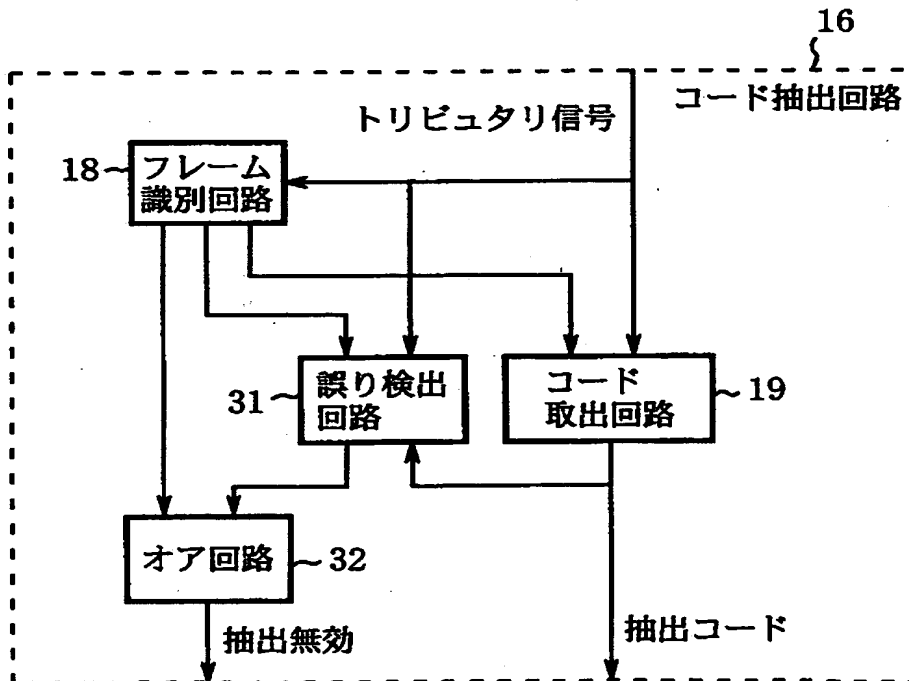 16
コード抽出回路
トリビュタリ信号
18
フレーム
識別回路
31
誤り検出
回路
コード
取出回路
19
オア回路
32
抽出無効
抽出コード